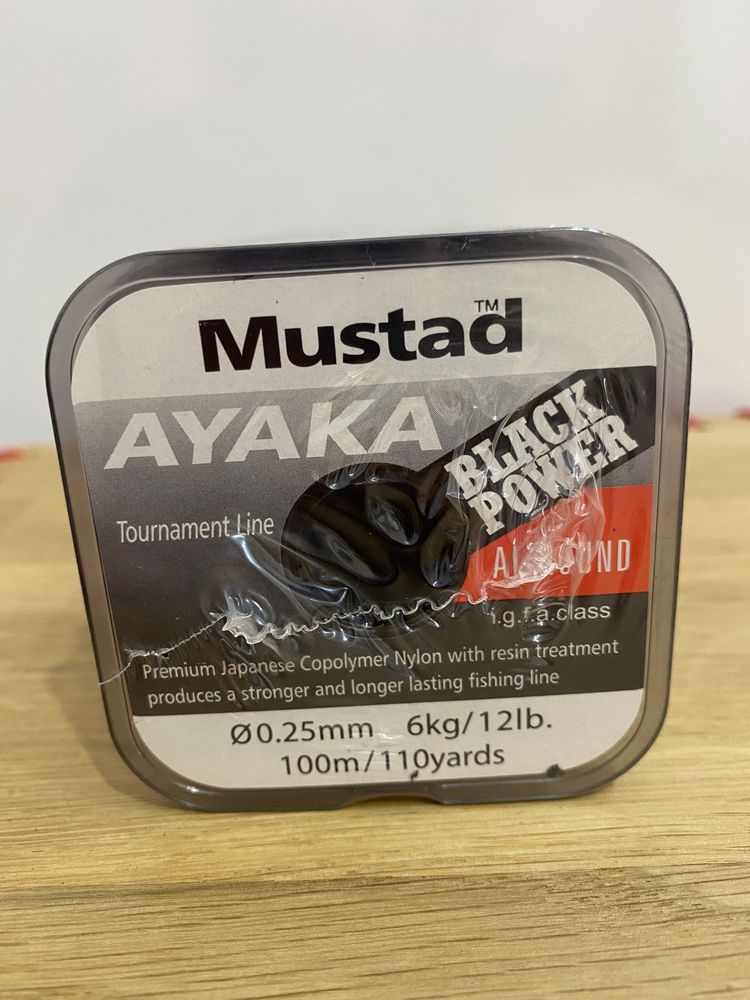 Mustad™
AYAKA
BLACK
POWER
Tournament Line
ALLROUND
i.g.f.a.class
Premium Japanese Copolymer Nylon with resin treatment
produces a stronger and longer lasting fishing line
Ø0.25mm 6kg/12lb.
100m/110yards